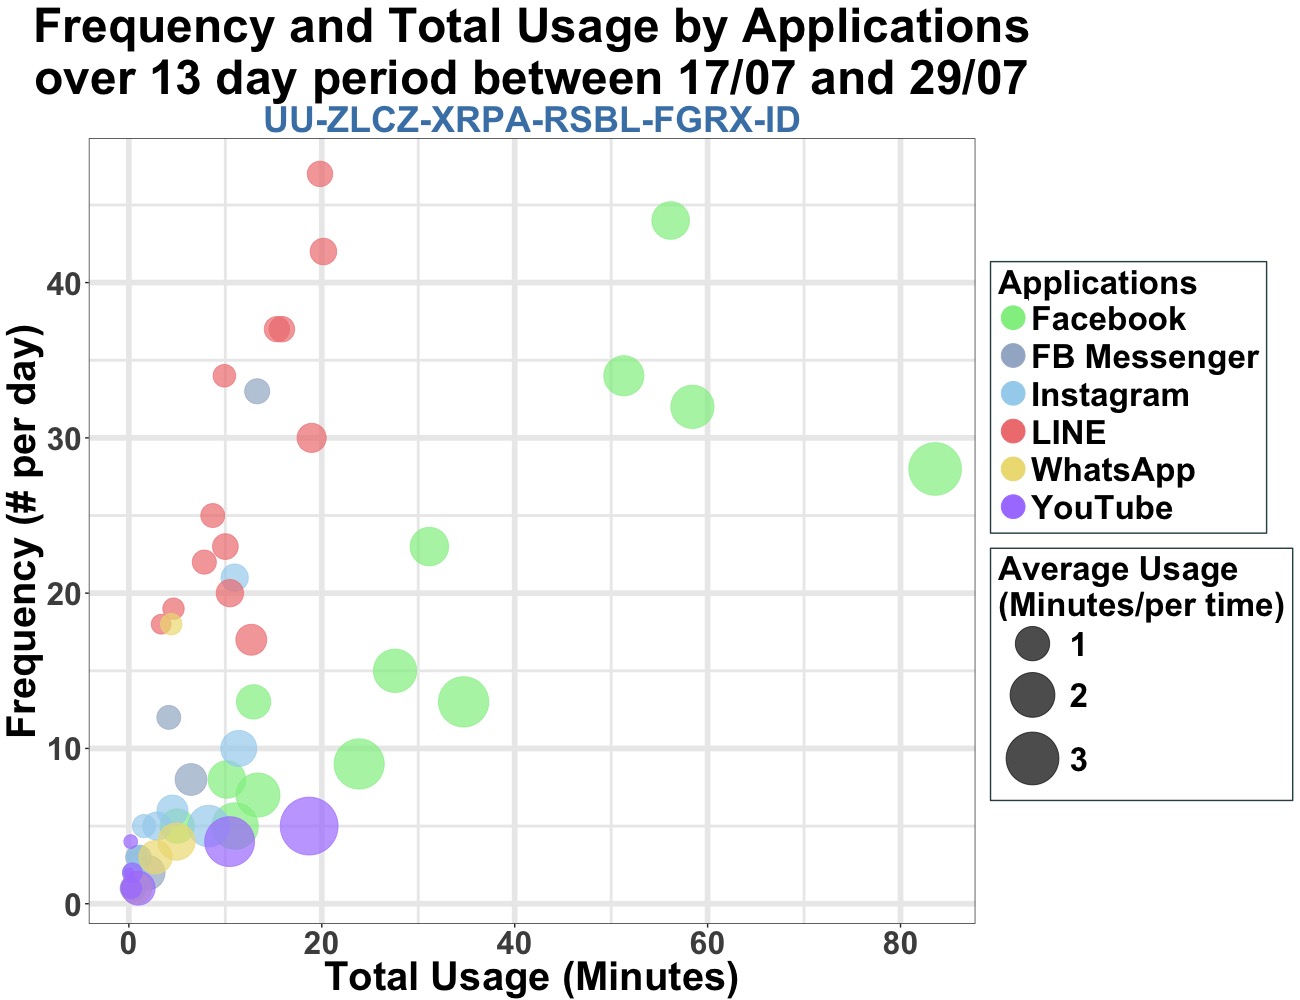 Frequency and Total Usage by Applications
over 13 day period between 17/07 and 29/07
UU-ZLCZ-XRPA-RSBL-FGRX-ID
Frequency (# per day)
40
30
20
10
0
0 20 40 60 80
Total Usage (Minutes)
Applications
Facebook
FB Messenger
Instagram
LINE
WhatsApp
YouTube
Average Usage
(Minutes/per time)
1
2
3